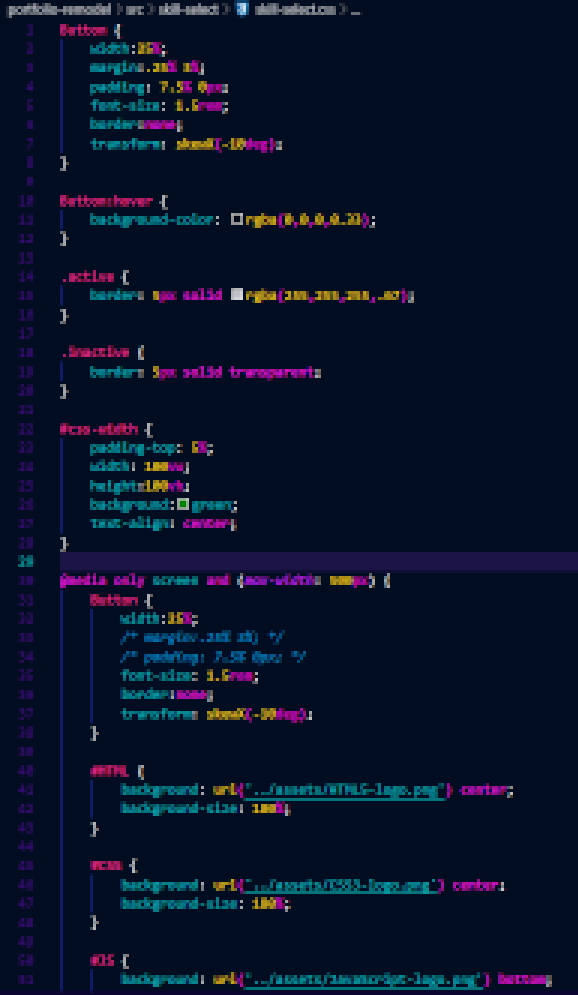 portfolio-remodel › src › skill-select › skill-select.css › ...
1 Button {
2 width:35%;
3
4 padding: 7.5% 0px;
5 font-size: 1.5rem;
6 border:none;
7 transform: skewX(-10deg);
8 }
9
10 Button:hover {
11 background-color: rgba(0,0,0,0.33);
12 }
13
14 .active {
15 border: 5px solid rgba(255,255,255,.67);
16 }
17
18 .inactive {
19 border: 5px solid transparent;
20 }
21
22 #css-width {
23 padding-top: 5%;
24 width: 100vw;
25 height:100vh;
26 background: green;
27 text-align: center;
28 }
29
30 @media only screen and (max-width: 900px) {
31 Button {
32 width:35%;
33
34 /* padding: 7.5% 0px; */
35 font-size: 1.5rem;
36 border:none;
37 transform: skewX(-10deg);
38 }
39
40 #HTML {
41 background: url("../assets/HTML5-logo.png") center;
42 background-size: 100%;
43 }
44
45 #css {
46 background: url("../assets/CSS3-logo.png") center;
47 background-size: 100%;
48 }
49
50 #JS {
51 background: url("../assets/javascript-logo.png") bottom;